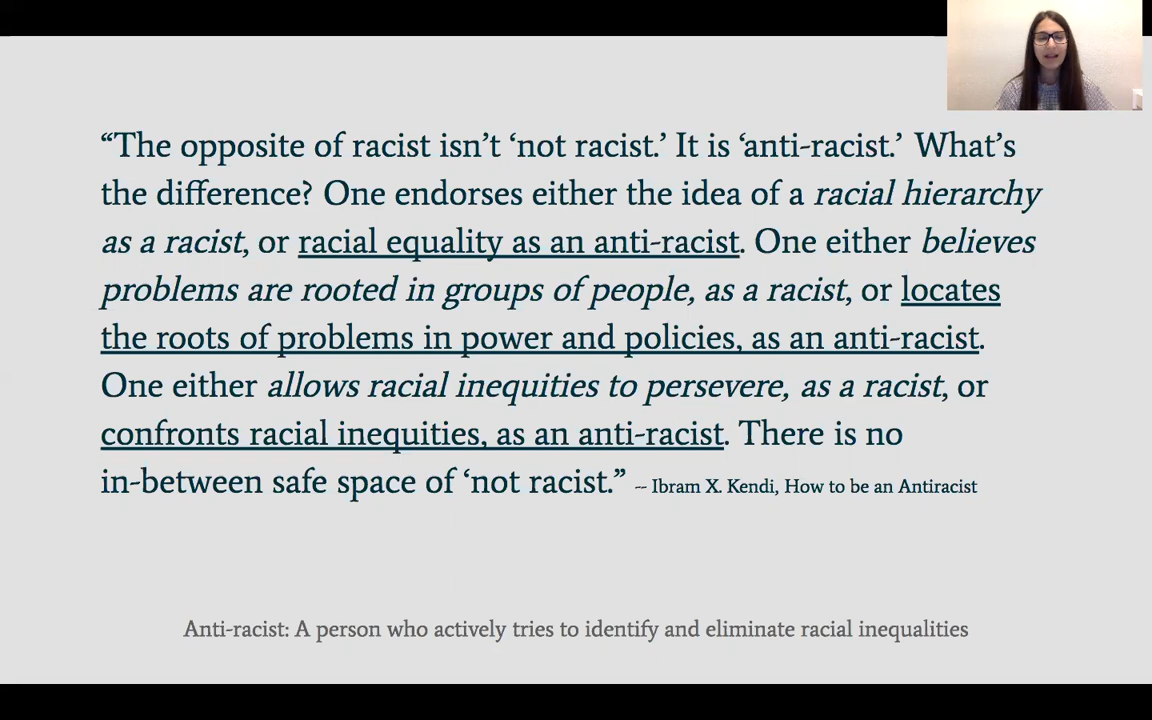 “The opposite of racist isn’t ‘not racist.’ It is ‘anti-racist.’ What’s
the difference? One endorses either the idea of a racial hierarchy
as a racist, or racial equality as an anti-racist. One either believes
problems are rooted in groups of people, as a racist, or locates
the roots of problems in power and policies, as an anti-racist.
One either allows racial inequities to persevere, as a racist, or
confronts racial inequities, as an anti-racist. There is no
in-between safe space of ‘not racist.” -- Ibram X. Kendi, How to be an Antiracist
Anti-racist: A person who actively tries to identify and eliminate racial inequalities